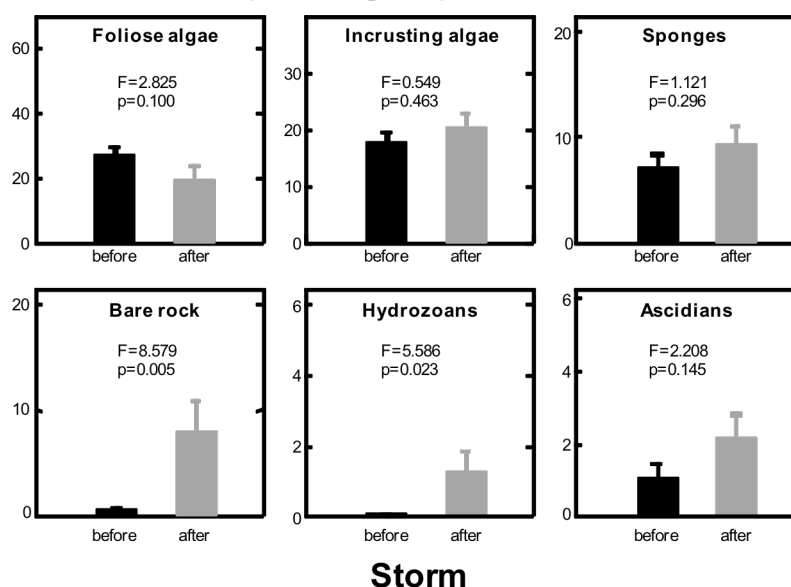 Foliose algae
F=2.825
p=0.100
60
40
20
0
before after
Incrusting algae
F=0.549
p=0.463
30
20
10
0
before after
Sponges
F=1.121
p=0.296
20
10
0
before after
Bare rock
F=8.579
p=0.005
20
10
0
before after
Hydrozoans
F=5.586
p=0.023
6
4
2
0
before after
Ascidians
F=2.208
p=0.145
6
4
2
0
before after
Storm